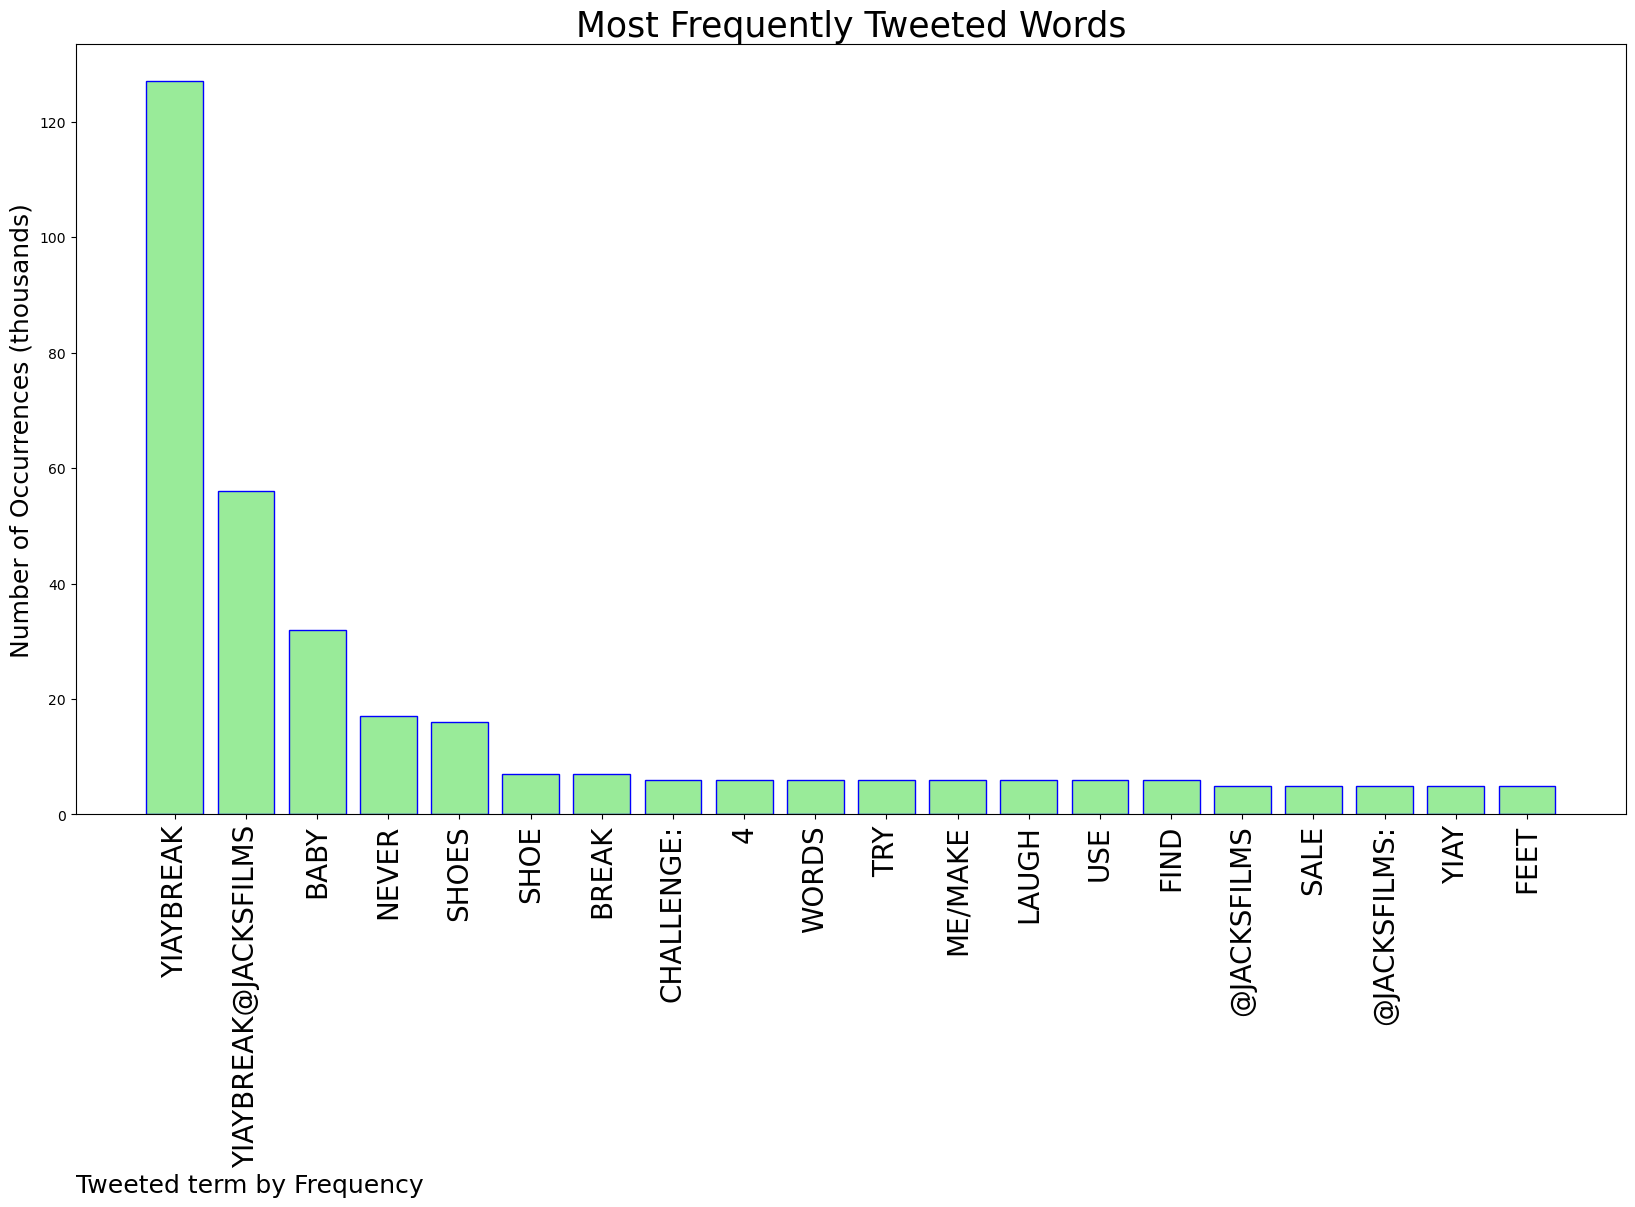 Most Frequently Tweeted Words
Number of Occurrences (thousands)
120
100
80
60
40
20
0
YIAYBREAK
YIAYBREAK@JACKSFILMS
BABY
NEVER
SHOES
SHOE
BREAK
CHALLENGE:
4
WORDS
TRY
ME/MAKE
LAUGH
USE
FIND
@JACKSFILMS
SALE
@JACKSFILMS:
YIAY
FEET
Tweeted term by Frequency